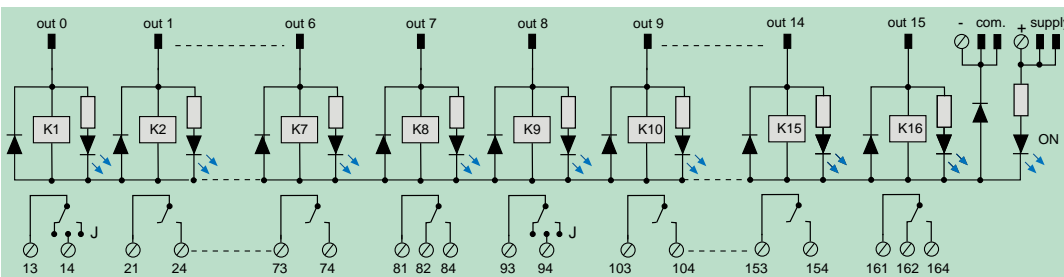 out 0 out 1 out 6 out 7 out 8 out 9 out 14 out 15 - com. + supply
K1 K2 K7 K8 K9 K10 K15 K16 ON
J J
13 14 21 24 73 74 81 82 84 93 94 103 104 153 154 161 162 164